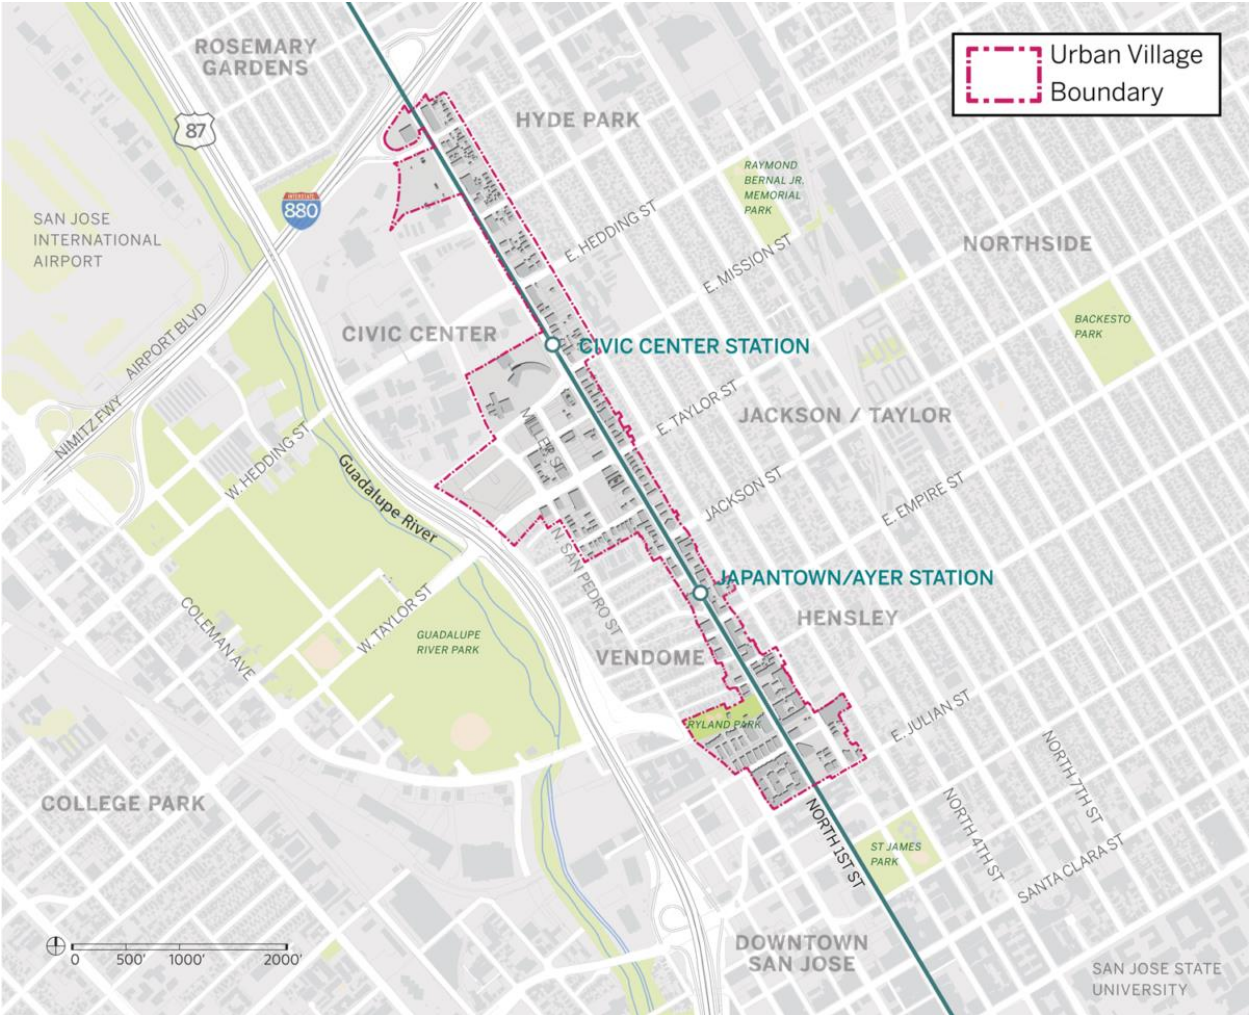 ROSEMARY
GARDENS
Urban Village
Boundary
87
HYDE PARK
RAYMOND
BERNAL JR.
MEMORIAL
PARK
INTERSTATE
880
SAN JOSE
INTERNATIONAL
AIRPORT
E. HEDDING ST
E. MISSION ST
NORTHSIDE
AIRPORT BLVD
CIVIC CENTER
CIVIC CENTER STATION
BACKESTO
PARK
NIMITZ FWY
E. TAYLOR ST
JACKSON / TAYLOR
MILLER ST
W. HEDDING ST
Guadalupe River
JACKSON ST
E. EMPIRE ST
N. SAN PEDRO ST
JAPANTOWN/AYER STATION
COLEMAN AVE
W. TAYLOR ST
HENSLEY
GUADALUPE
RIVER PARK
VENDOME
RYLAND PARK
E. JULIAN ST
NORTH 7TH ST
COLLEGE PARK
NORTH 1ST ST
NORTH 4TH ST
ST JAMES
PARK
SANTA CLARA ST
DOWNTOWN
SAN JOSE
0 500' 1000' 2000'
SAN JOSE STATE
UNIVERSITY